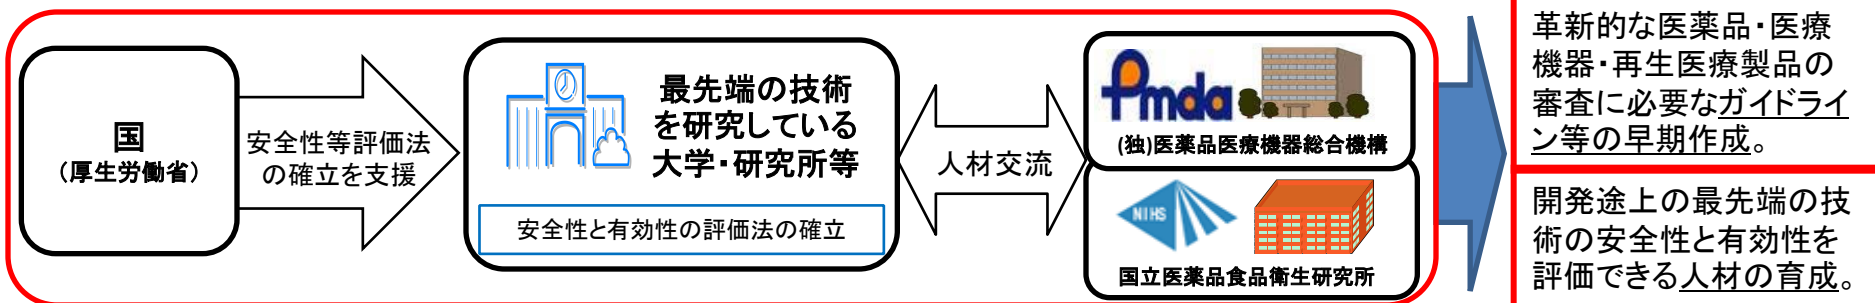 国
(厚生労働省)
安全性等評価法
の確立を支援
最先端の技術
を研究している
大学・研究所等
安全性と有効性の評価法の確立
人材交流
Pmda
(独)医薬品医療機器総合機構
NIHS
国立医薬品食品衛生研究所
革新的な医薬品・医療
機器・再生医療製品の
審査に必要なガイドライ
ン等の早期作成。
開発途上の最先端の技
術の安全性と有効性を
評価できる人材の育成。